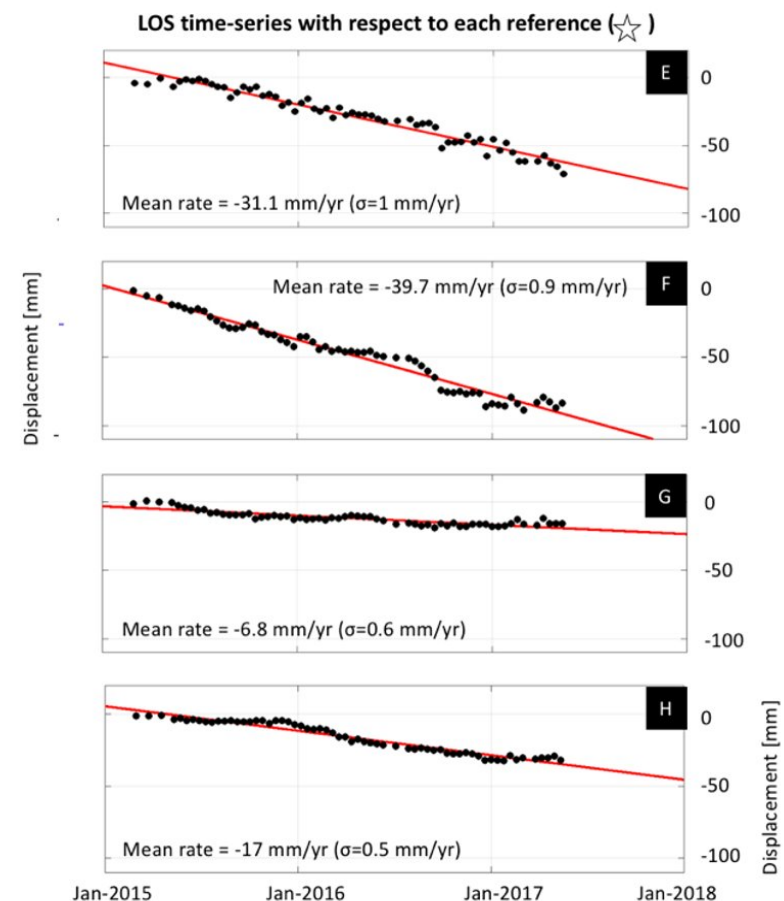 LOS time-series with respect to each reference (☆)
E
0
-50
-100
Mean rate = -31.1 mm/yr (σ=1 mm/yr)
Displacement [mm]
Mean rate = -39.7 mm/yr (σ=0.9 mm/yr)
F
0
-50
-100
G
0
-50
-100
Mean rate = -6.8 mm/yr (σ=0.6 mm/yr)
H
0
-50
-100
Mean rate = -17 mm/yr (σ=0.5 mm/yr)
Displacement [mm]
Jan-2015 Jan-2016 Jan-2017 Jan-2018